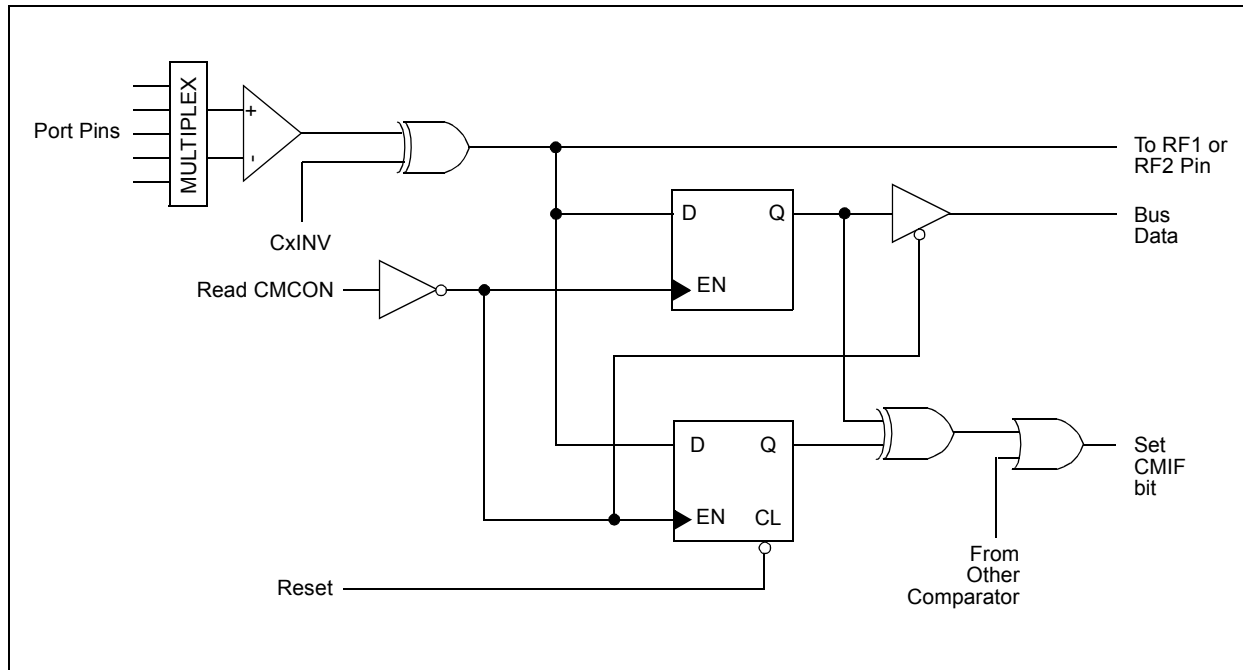 MULTIPLEX
+
-
Port Pins
CxINV
To RF1 or
RF2 Pin
D
Q
EN
Bus
Data
Read CMCON
D
Q
EN
CL
Set
CMIF
bit
From
Other
Comparator
Reset